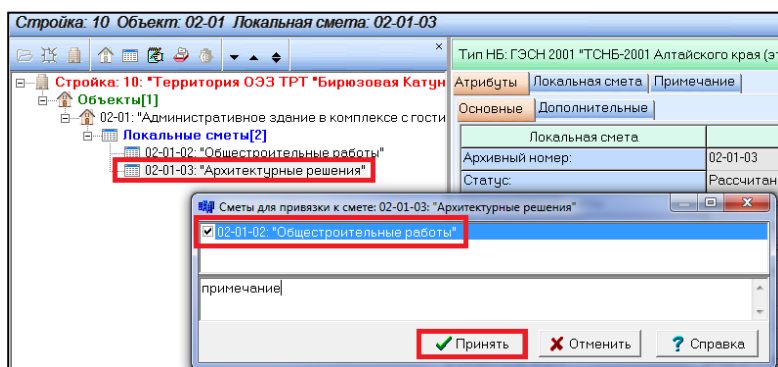 Стройка: 10 Объект: 02-01 Локальная смета: 02-01-03
Тип НБ: ГЭСН 2001 "ТСНБ-2001 Алтайского края (э
Стройка: 10: "Территория ОЭЗ ТРТ "Бирюзовая Катун
Объекты[1]
02-01: "Административное здание в комплексе с гости
Локальные сметы[2]
02-01-02: "Общестроительные работы"
02-01-03: "Архитектурные решения"
Атрибуты Локальная смета Примечание
Основные Дополнительные
Локальная смета
Архивный номер: 02-01-03
Статус: Рассчитан
Сметы для привязки к смете: 02-01-03: "Архитектурные решения"
02-01-02: "Общестроительные работы"
примечание
Принять Отменить Справка